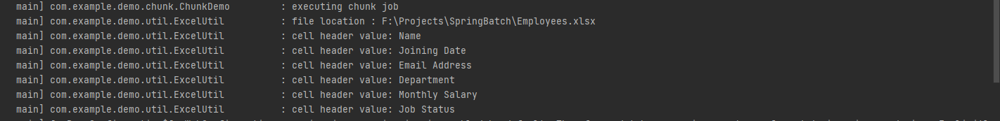 main] com.example.demo.chunk.ChunkDemo : executing chunk job
main] com.example.demo.util.ExcelUtil : file location : F:\Projects\SpringBatch\Employees.xlsx
main] com.example.demo.util.ExcelUtil : cell header value: Name
main] com.example.demo.util.ExcelUtil : cell header value: Joining Date
main] com.example.demo.util.ExcelUtil : cell header value: Email Address
main] com.example.demo.util.ExcelUtil : cell header value: Department
main] com.example.demo.util.ExcelUtil : cell header value: Monthly Salary
main] com.example.demo.util.ExcelUtil : cell header value: Job Status